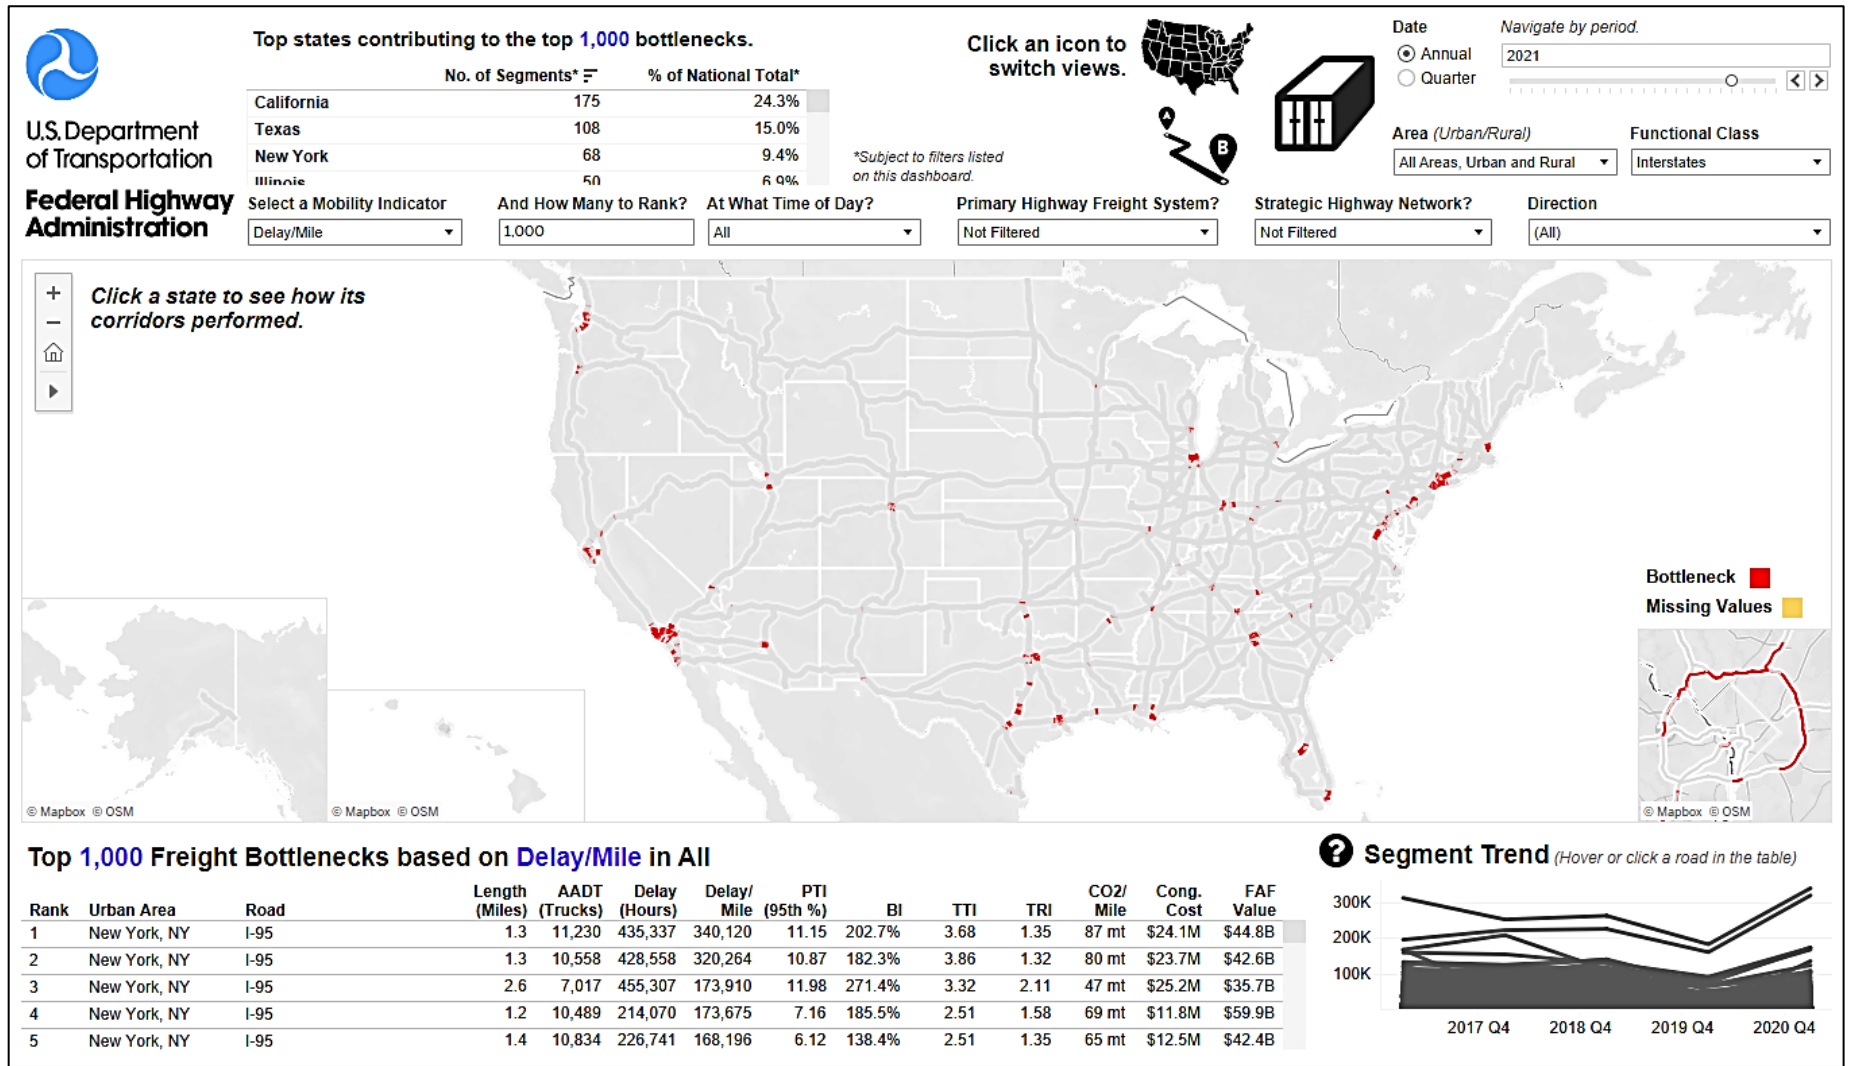 U.S. Department
of Transportation
Federal Highway
Administration
Top states contributing to the top 1,000 bottlenecks.
No. of Segments* % of National Total*
California 175 24.3%
Texas 108 15.0%
New York 68 9.4%
Illinois 50 6.9%
Click an icon to
switch views.
A
B
*Subject to filters listed
on this dashboard.
Date
Annual
Quarter
Navigate by period.
2021
Area (Urban/Rural)
All Areas, Urban and Rural
Functional Class
Interstates
Select a Mobility Indicator
Delay/Mile
And How Many to Rank?
1,000
At What Time of Day?
All
Primary Highway Freight System?
Not Filtered
Strategic Highway Network?
Not Filtered
Direction
(All)
Click a state to see how its
corridors performed.
Bottleneck
Missing Values
© Mapbox © OSM
© Mapbox © OSM
© Mapbox © OSM
Top 1,000 Freight Bottlenecks based on Delay/Mile in All
Rank Urban Area Road Length (Miles) AADT (Trucks) Delay (Hours) Delay/ Mile PTI (95th %) BI TTI TRI CO2/ Mile Cong. Cost FAF Value
1 New York, NY I-95 1.3 11,230 435,337 340,120 11.15 202.7% 3.68 1.35 87 mt $24.1M $44.8B
2 New York, NY I-95 1.3 10,558 428,558 320,264 10.87 182.3% 3.86 1.32 80 mt $23.7M $42.6B
3 New York, NY I-95 2.6 7,017 455,307 173,910 11.98 271.4% 3.32 2.11 47 mt $25.2M $35.7B
4 New York, NY I-95 1.2 10,489 214,070 173,675 7.16 185.5% 2.51 1.58 69 mt $11.8M $59.9B
5 New York, NY I-95 1.4 10,834 226,741 168,196 6.12 138.4% 2.51 1.35 65 mt $12.5M $42.4B
? Segment Trend (Hover or click a road in the table)
300K
200K
100K
2017 Q4 2018 Q4 2019 Q4 2020 Q4